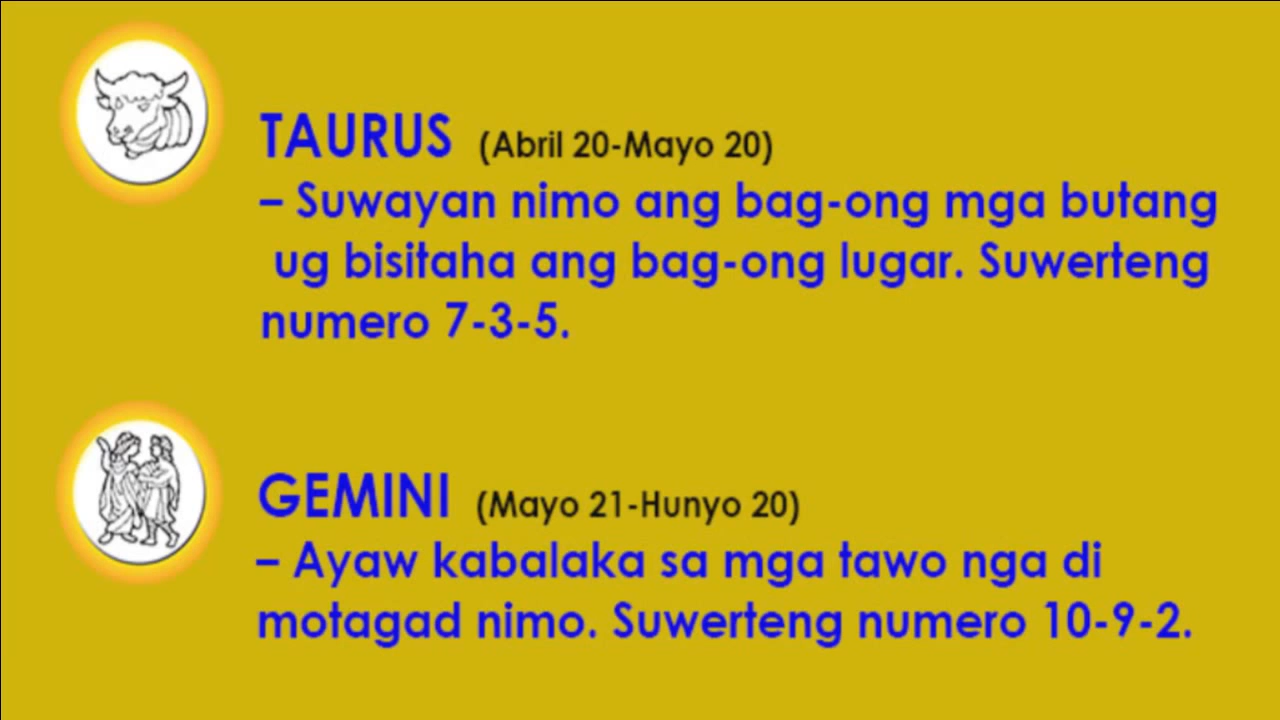 TAURUS (Abril 20-Mayo 20)
– Suwayan nimo ang bag-ong mga butang
ug bisitaha ang bag-ong lugar. Suwerteng
numero 7-3-5.
GEMINI (Mayo 21-Hunyo 20)
– Ayaw kabalaka sa mga tawo nga di
motagad nimo. Suwerteng numero 10-9-2.